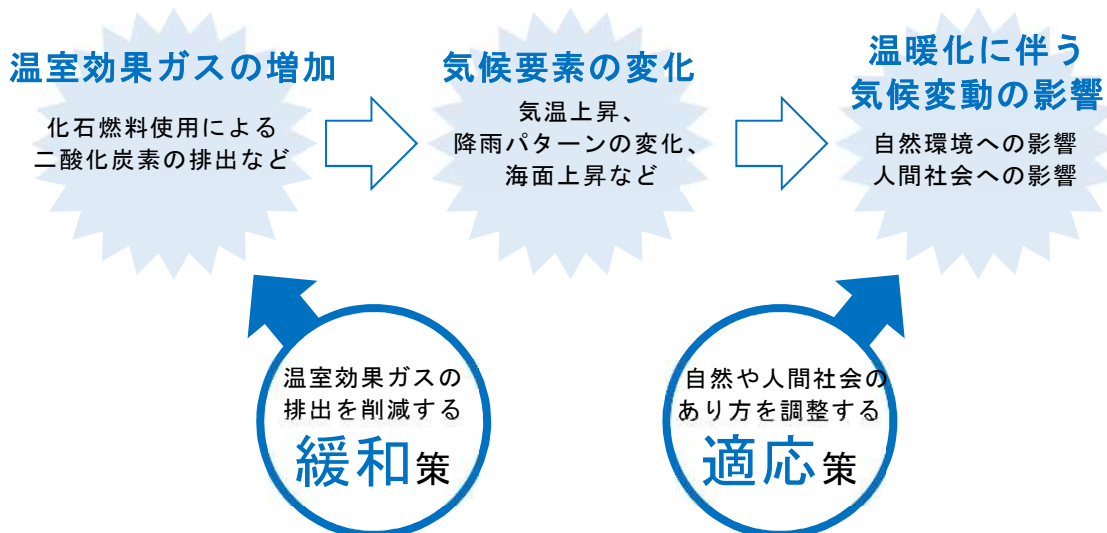 温室効果ガスの増加
化石燃料使用による
二酸化炭素の排出など
気候要素の変化
気温上昇、
降雨パターンの変化、
海面上昇など
温暖化に伴う
気候変動の影響
自然環境への影響
人間社会への影響
温室効果ガスの
排出を削減する
緩和策
自然や人間社会の
あり方を調整する
適応策